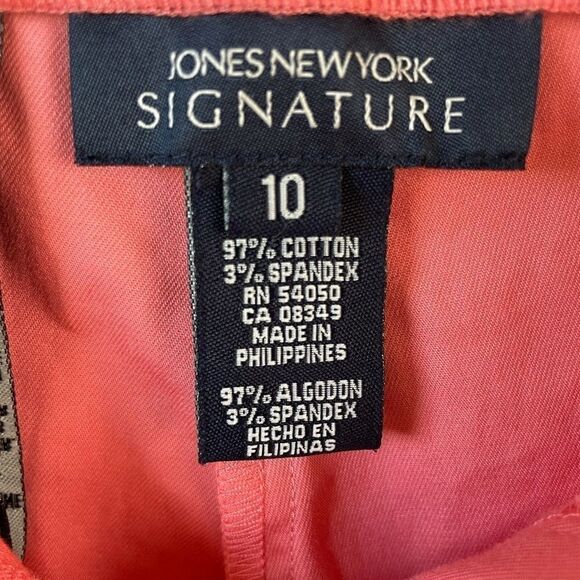 JONES NEW YORK
SIGNATURE
10
97% COTTON
3% SPANDEX
RN 54050
CA 08349
MADE IN
PHILIPPINES
97% ALGODON
3% SPANDEX
HECHO EN
FILIPINAS